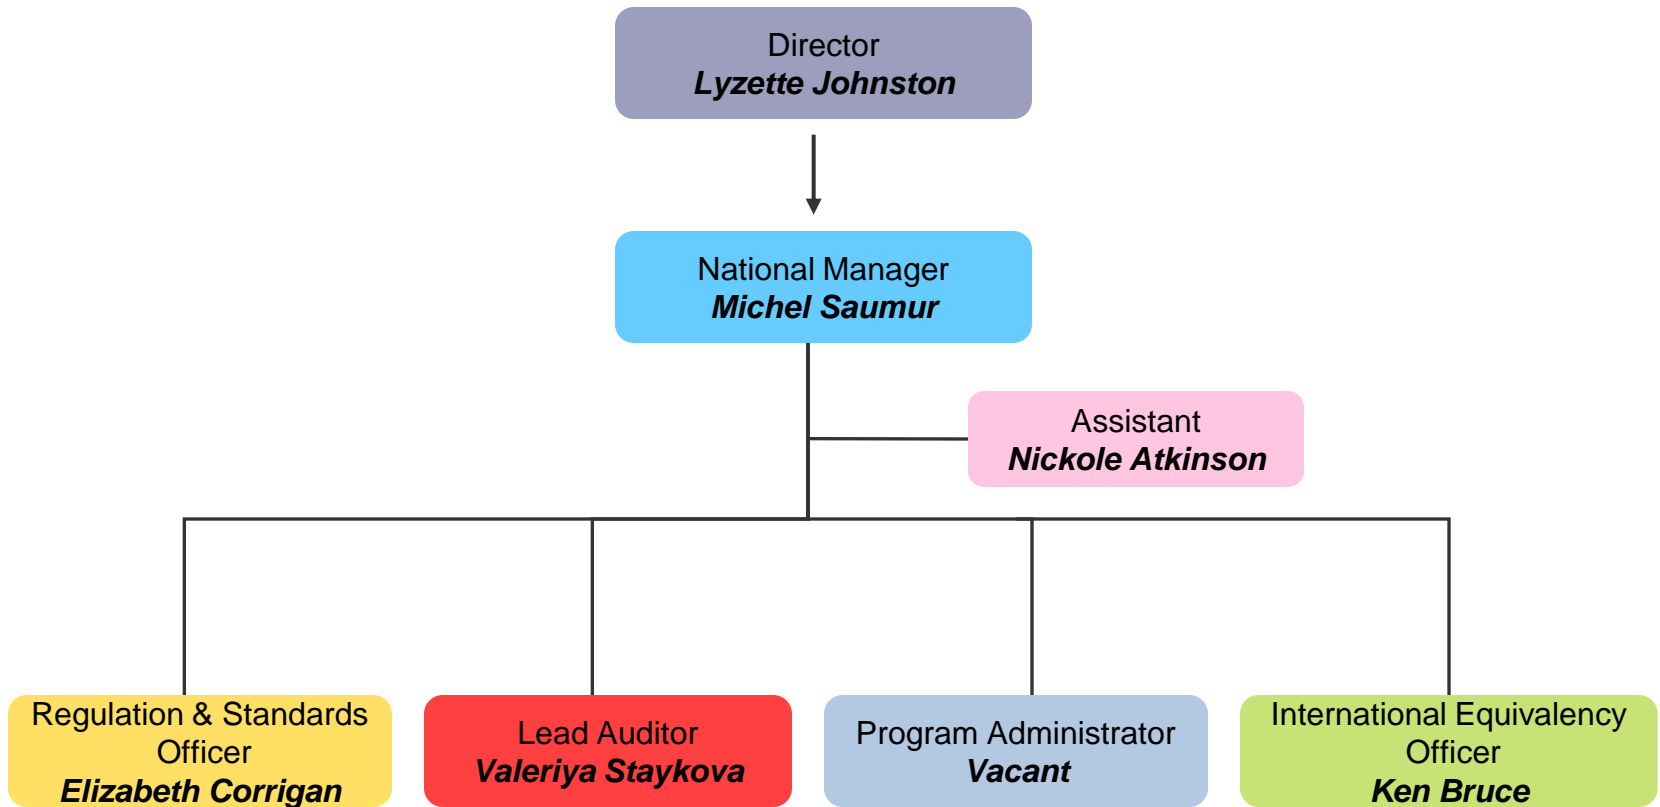 Director
Lyzette Johnston
National Manager
Michel Saumur
Assistant
Nickole Atkinson
Regulation & Standards
Officer
Elizabeth Corrigan
Lead Auditor
Valeriya Staykova
Program Administrator
Vacant
International Equivalency
Officer
Ken Bruce